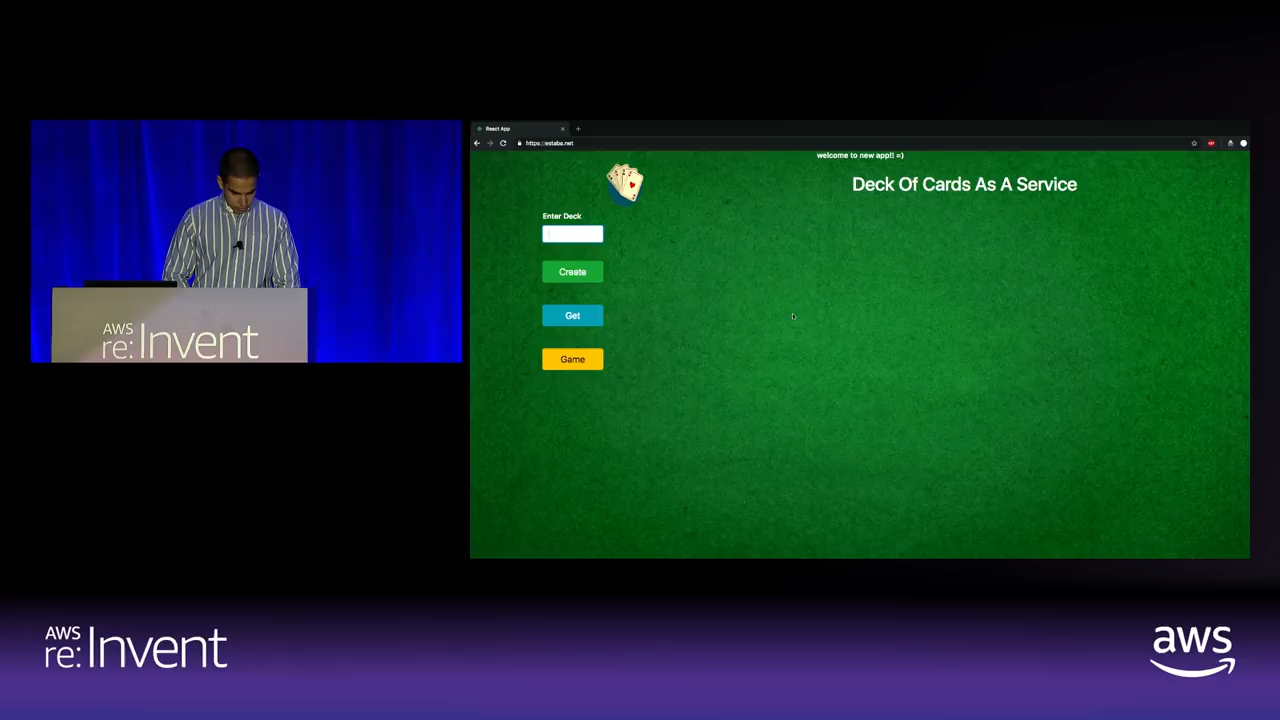 AWS
re:Invent
React App
https://estaba.net
welcome to new app!! =)
Deck Of Cards As A Service
Enter Deck
Create
Get
Game
AWS
re:Invent
aws